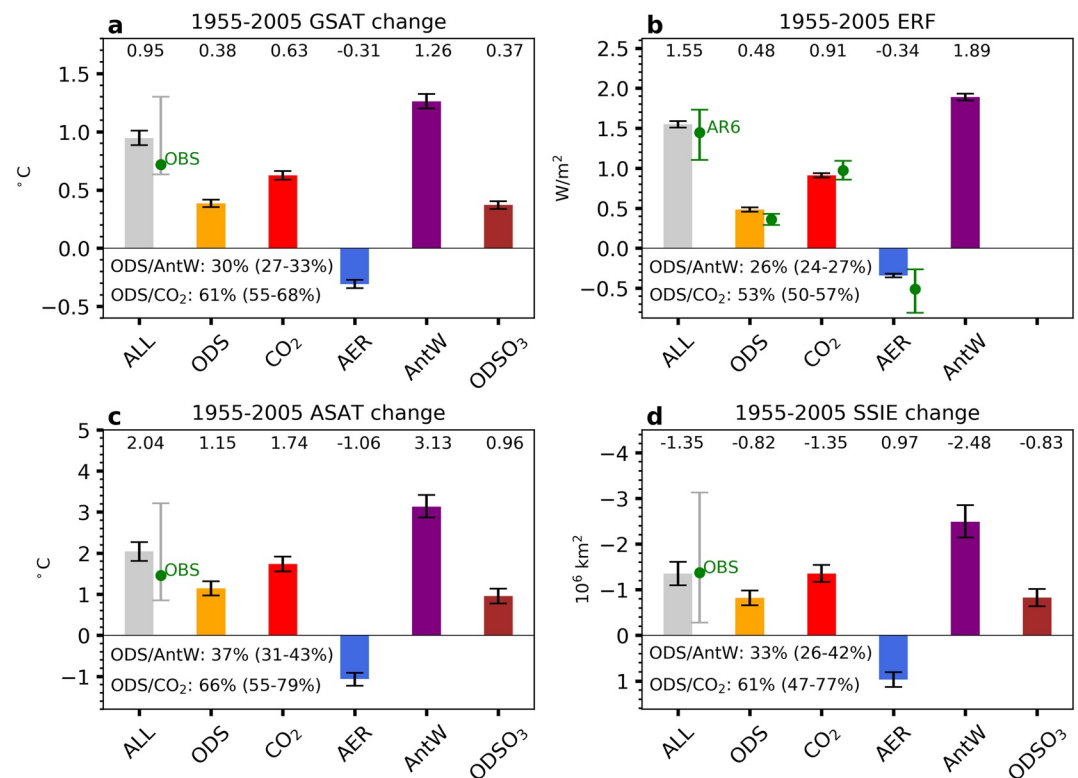 a 1955-2005 GSAT change
0.95 0.38 0.63 -0.31 1.26 0.37
1.5
1.0
0.5
0.0
−0.5
°C
OBS
ODS/AntW: 30% (27-33%)
ODS/CO₂: 61% (55-68%)
ALL ODS CO₂ AER AntW ODSO₃
b 1955-2005 ERF
1.55 0.48 0.91 -0.34 1.89
2.5
2.0
1.5
1.0
0.5
0.0
−0.5
W/m²
AR6
ODS/AntW: 26% (24-27%)
ODS/CO₂: 53% (50-57%)
ALL ODS CO₂ AER AntW
c 1955-2005 ASAT change
2.04 1.15 1.74 -1.06 3.13 0.96
5
4
3
2
1
0
−1
°C
OBS
ODS/AntW: 37% (31-43%)
ODS/CO₂: 66% (55-79%)
ALL ODS CO₂ AER AntW ODSO₃
d 1955-2005 SSIE change
-1.35 -0.82 -1.35 0.97 -2.48 -0.83
−4
−3
−2
−1
0
1
10⁶ km²
OBS
ODS/AntW: 33% (26-42%)
ODS/CO₂: 61% (47-77%)
ALL ODS CO₂ AER AntW ODSO₃